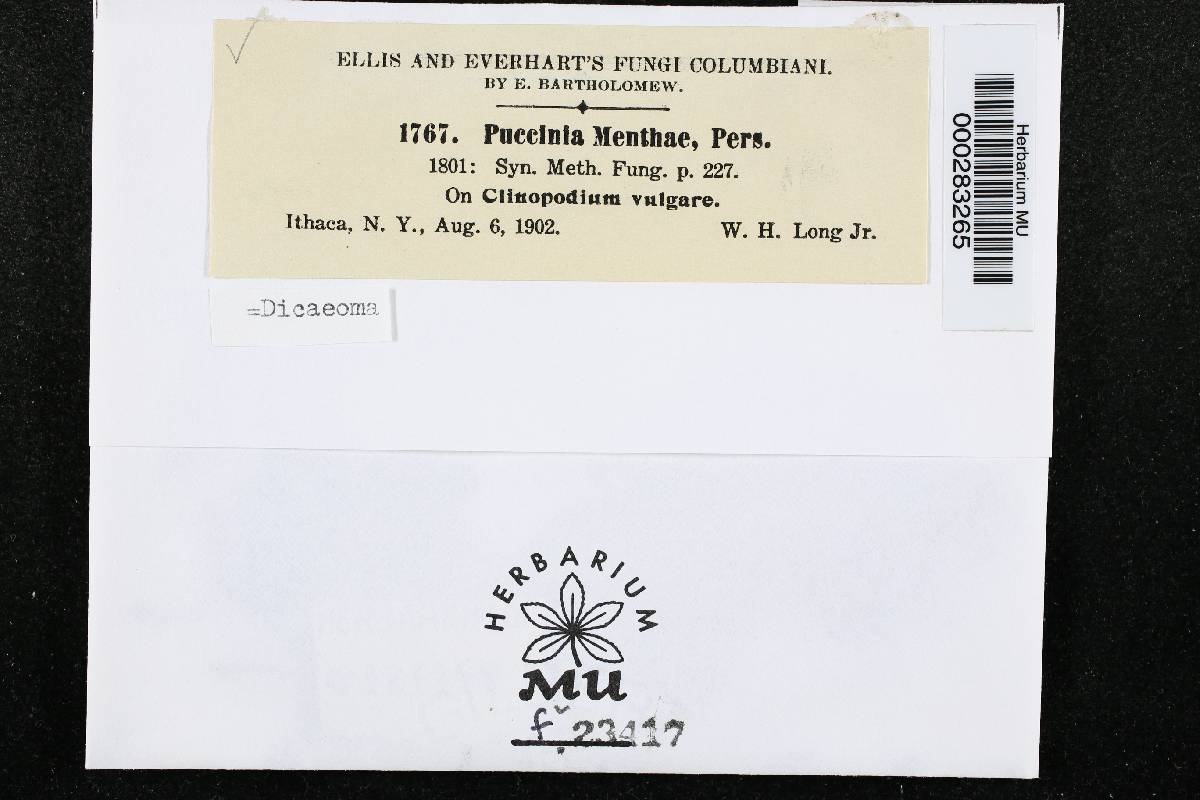 ELLIS AND EVERHART'S FUNGI COLUMBIANI.
BY E. BARTHOLOMEW.
1767. Puccinia Menthae, Pers.
1801: Syn. Meth. Fung. p. 227.
On Clinopodium vulgare.
Ithaca, N. Y., Aug. 6, 1902. W. H. Long Jr.
=Dicaeoma
Herbarium MU
000283265
HERBARIUM
MU
f 23417